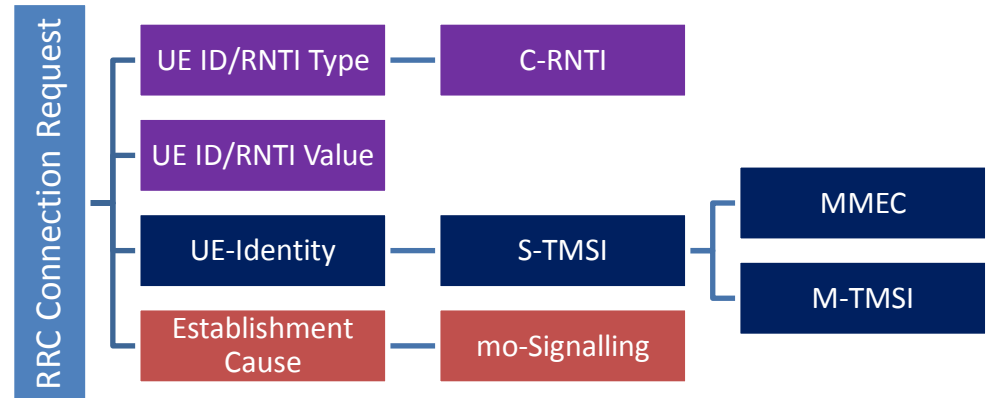 RRC Connection Request
UE ID/RNTI Type
C-RNTI
UE ID/RNTI Value
UE-Identity
S-TMSI
MMEC
M-TMSI
Establishment
Cause
mo-Signalling